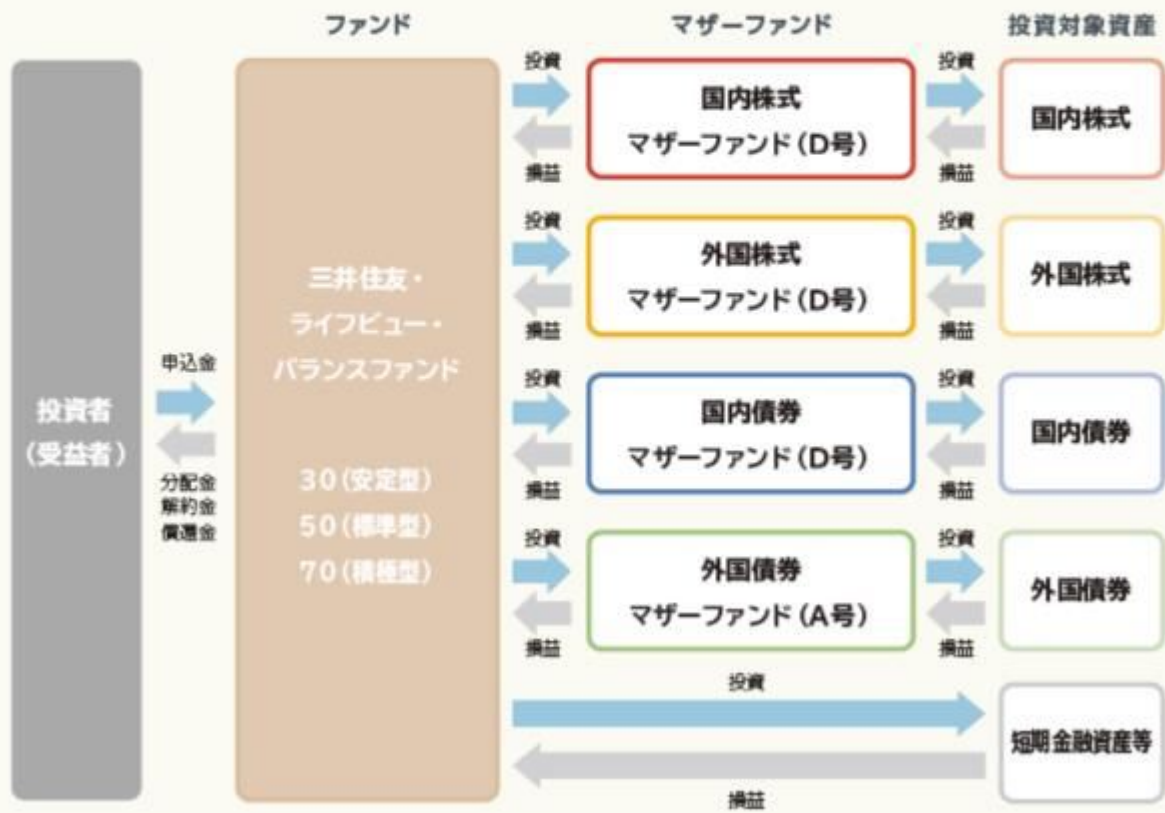 ファンド
マザーファンド
投資対象資産
投資者
(受益者)
申込金
分配金
解約金
償還金
三井住友・
ライフビュー・
バランスファンド
30(安定型)
50(標準型)
70(積極型)
投資
損益
国内株式
マザーファンド(D号)
投資
損益
国内株式
投資
損益
外国株式
マザーファンド(D号)
投資
損益
外国株式
投資
損益
国内債券
マザーファンド(D号)
投資
損益
国内債券
投資
損益
外国債券
マザーファンド(A号)
投資
損益
外国債券
投資
損益
短期金融資産等